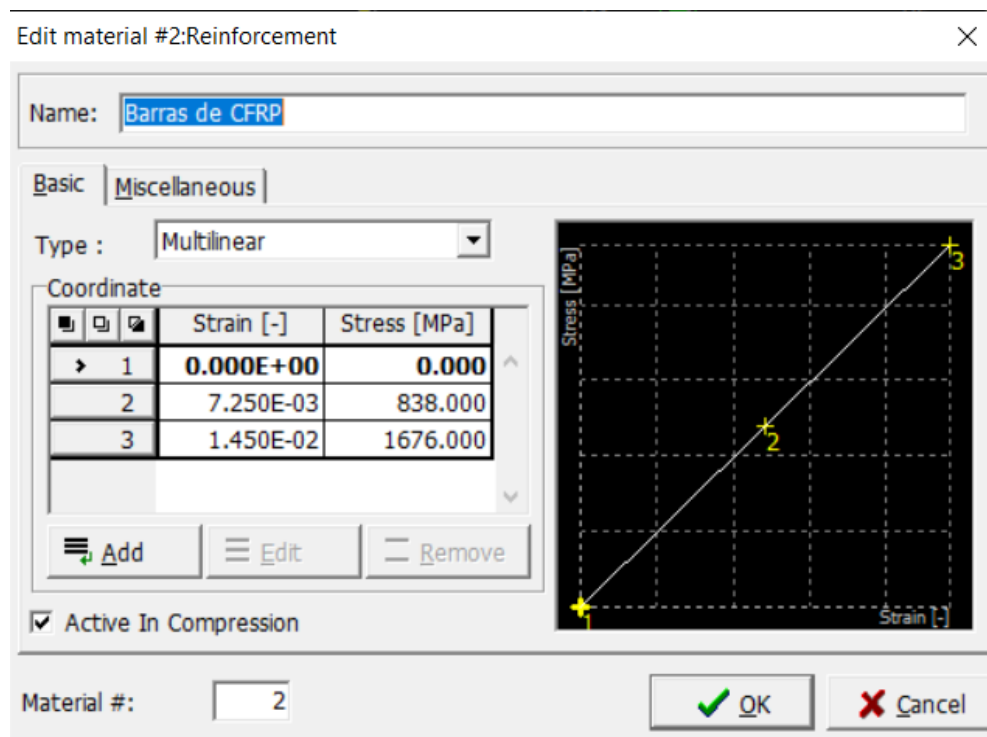 Edit material #2:Reinforcement
Name: Barras de CFRP
Basic Miscellaneous
Type : Multilinear
Coordinate
Strain [-] Stress [MPa]
1 0.000E+00 0.000
2 7.250E-03 838.000
3 1.450E-02 1676.000
Add Edit Remove
Active In Compression
Stress [MPa]
3
2
1
Strain [-]
Material #: 2
OK Cancel